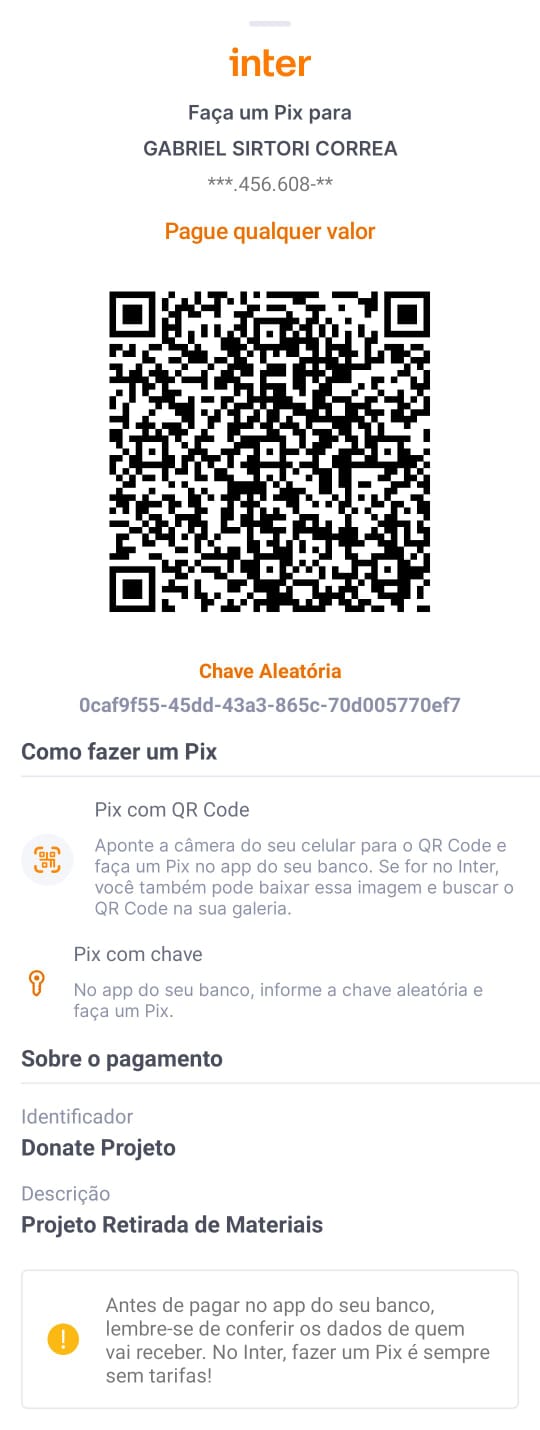 inter
Faça um Pix para
GABRIEL SIRTORI CORREA
***.456.608-**
Pague qualquer valor
Chave Aleatória
0caf9f55-45dd-43a3-865c-70d005770ef7
Como fazer um Pix
Pix com QR Code
Aponte a câmera do seu celular para o QR Code e
faça um Pix no app do seu banco. Se for no Inter,
você também pode baixar essa imagem e buscar o
QR Code na sua galeria.
Pix com chave
No app do seu banco, informe a chave aleatória e
faça um Pix.
Sobre o pagamento
Identificador
Donate Projeto
Descrição
Projeto Retirada de Materiais
Antes de pagar no app do seu banco,
lembre-se de conferir os dados de quem
vai receber. No Inter, fazer um Pix é sempre
sem tarifas!